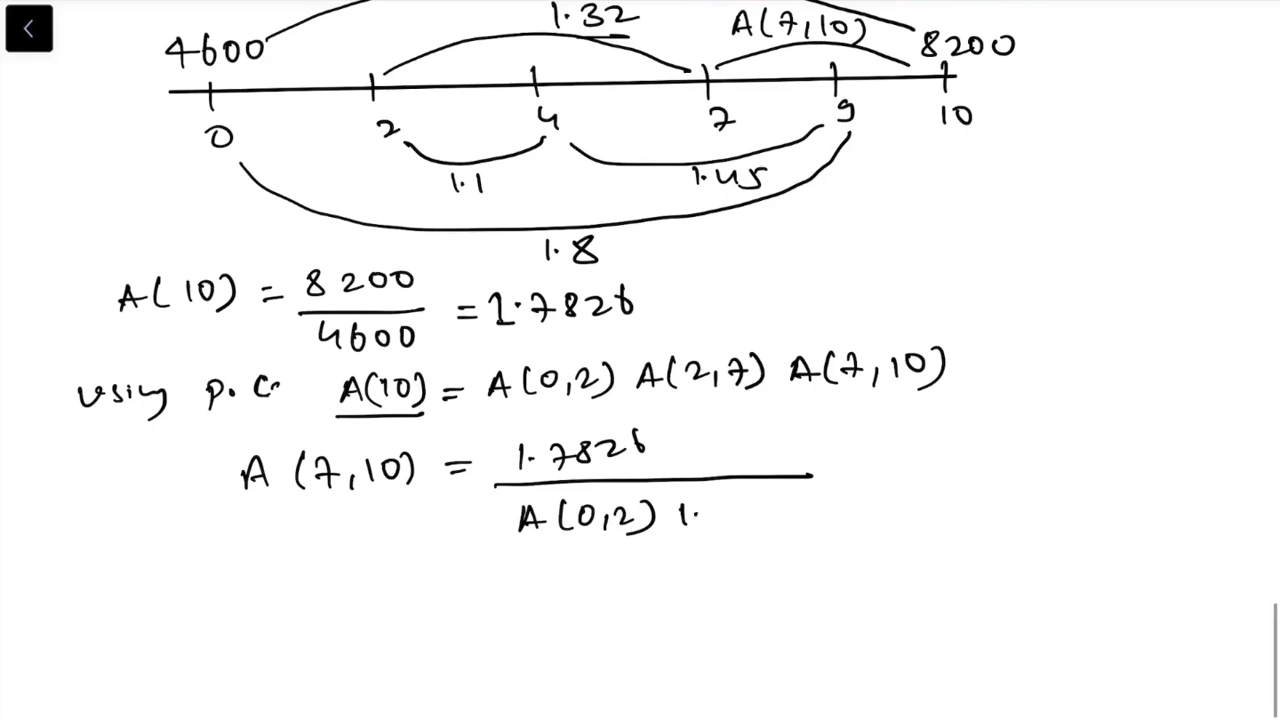 1.32 A(7,10)
4600 8200
0 2 4 7 9 10
1.1 1.45
1.8
A(10) = 8200/4600 = 1.7826
Using p.c. A(10) = A(0,2) A(2,7) A(7,10)
A(7,10) = 1.7826/A(0,2) 1.